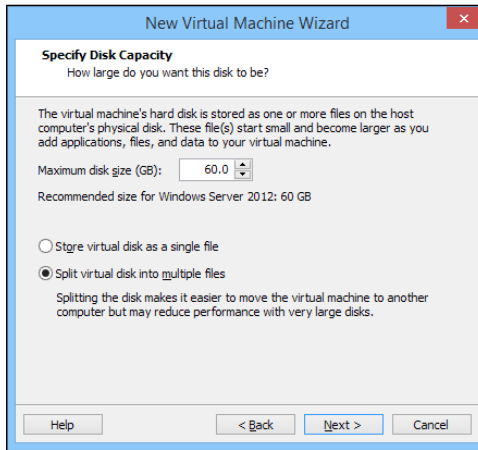 New Virtual Machine Wizard
Specify Disk Capacity
How large do you want this disk to be?
The virtual machine's hard disk is stored as one or more files on the host
computer's physical disk. These file(s) start small and become larger as you
add applications, files, and data to your virtual machine.
Maximum disk size (GB): 60.0
Recommended size for Windows Server 2012: 60 GB
Store virtual disk as a single file
Split virtual disk into multiple files
Splitting the disk makes it easier to move the virtual machine to another
computer but may reduce performance with very large disks.
Help < Back Next > Cancel